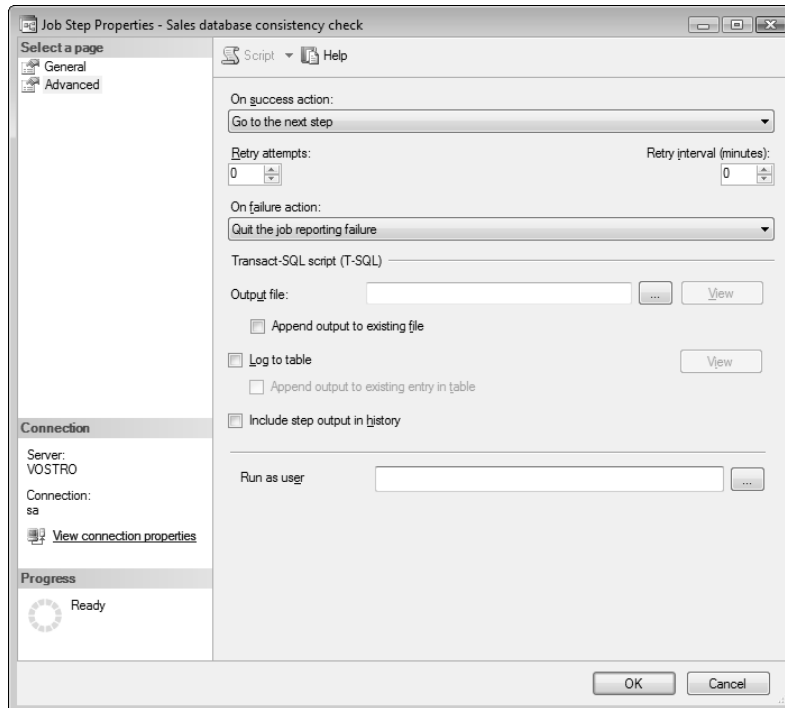 Job Step Properties - Sales database consistency check
Select a page
General
Advanced
Script
Help
On success action:
Go to the next step
Retry attempts:
Retry interval (minutes):
0
0
On failure action:
Quit the job reporting failure
Transact-SQL script (T-SQL)
Output file:
...
View
Append output to existing file
Log to table
View
Append output to existing entry in table
Include step output in history
Run as user
...
Connection
Server:
VOSTRO
Connection:
sa
View connection properties
Progress
Ready
OK
Cancel